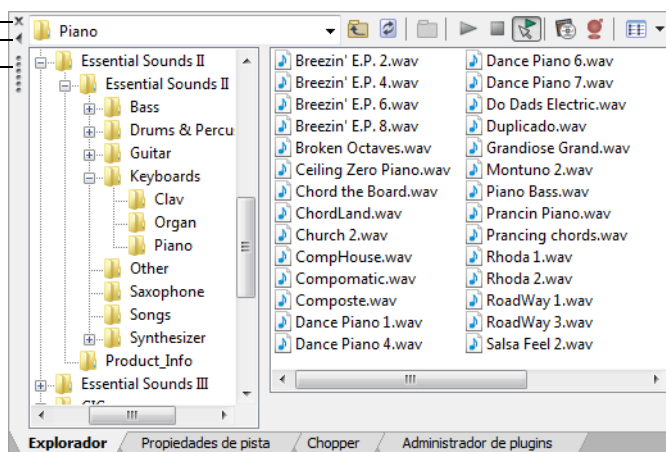 Piano
Essential Sounds II
Essential Sounds II
Bass
Drums & Percu
Guitar
Keyboards
Clav
Organ
Piano
Other
Saxophone
Songs
Synthesizer
Product_Info
Essential Sounds III
Breezin' E.P. 2.wav
Breezin' E.P. 4.wav
Breezin' E.P. 6.wav
Breezin' E.P. 8.wav
Broken Octaves.wav
Ceiling Zero Piano.wav
Chord the Board.wav
ChordLand.wav
Church 2.wav
CompHouse.wav
Compomatic.wav
Composte.wav
Dance Piano 1.wav
Dance Piano 4.wav
Dance Piano 6.wav
Dance Piano 7.wav
Do Dads Electric.wav
Duplicado.wav
Grandiose Grand.wav
Montuno 2.wav
Piano Bass.wav
Prancin Piano.wav
Prancing chords.wav
Rhoda 1.wav
Rhoda 2.wav
RoadWay 1.wav
RoadWay 3.wav
Salsa Feel 2.wav
Explorador
Propiedades de pista
Chopper
Administrador de plugins